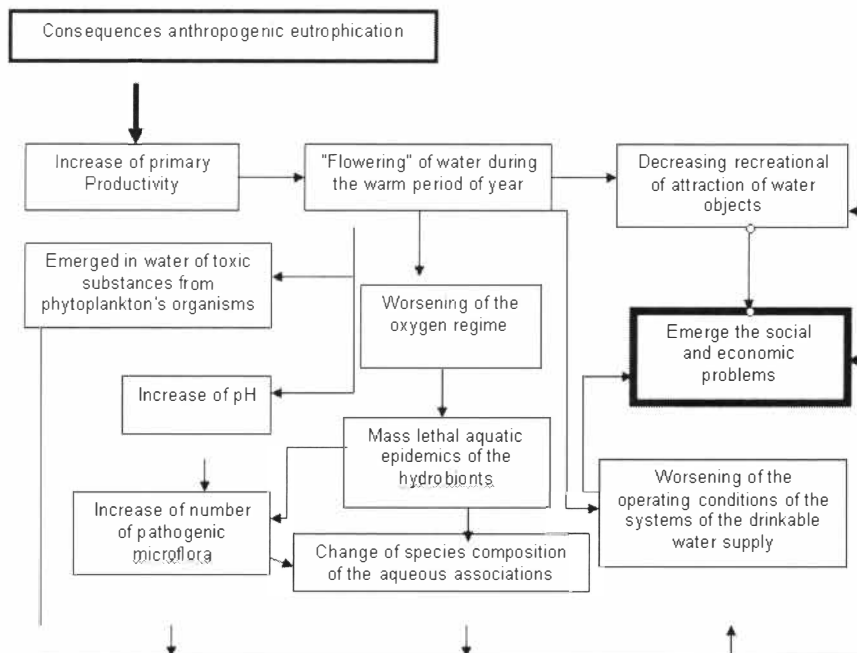 Consequences anthropogenic eutrophication
Increase of primary
Productivity
"Flowering" of water during
the warm period of year
Decreasing recreational
of attraction of water
objects
Emerged in water of toxic
substances from
phytoplankton's organisms
Worsening of the
oxygen regime
Emerge the social
and economic
problems
Increase of pH
Mass lethal aquatic
epidemics of the
hydrobionts
Worsening of the
operating conditions of the
systems of the drinkable
water supply
Increase of number
of pathogenic
microflora
Change of species composition
of the aqueous associations